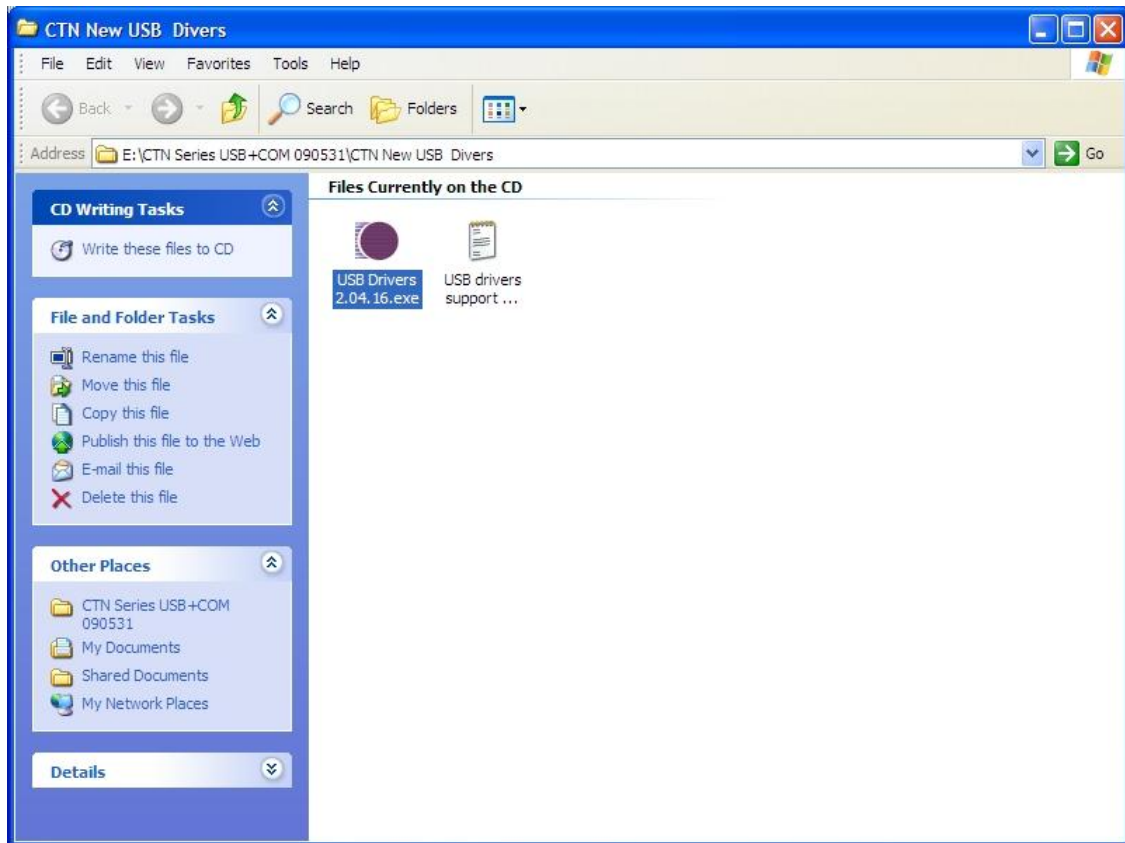 CTN New USB  Divers
File Edit View Favorites Tools Help
Back Search Folders
Address E:\CTN Series USB+COM 090531\CTN New USB  Divers Go
CD Writing Tasks
Write these files to CD
File and Folder Tasks
Rename this file
Move this file
Copy this file
Publish this file to the Web
E-mail this file
Delete this file
Other Places
CTN Series USB+COM
090531
My Documents
Shared Documents
My Network Places
Details
Files Currently on the CD
USB Drivers
2.04.16.exe
USB drivers
support ...